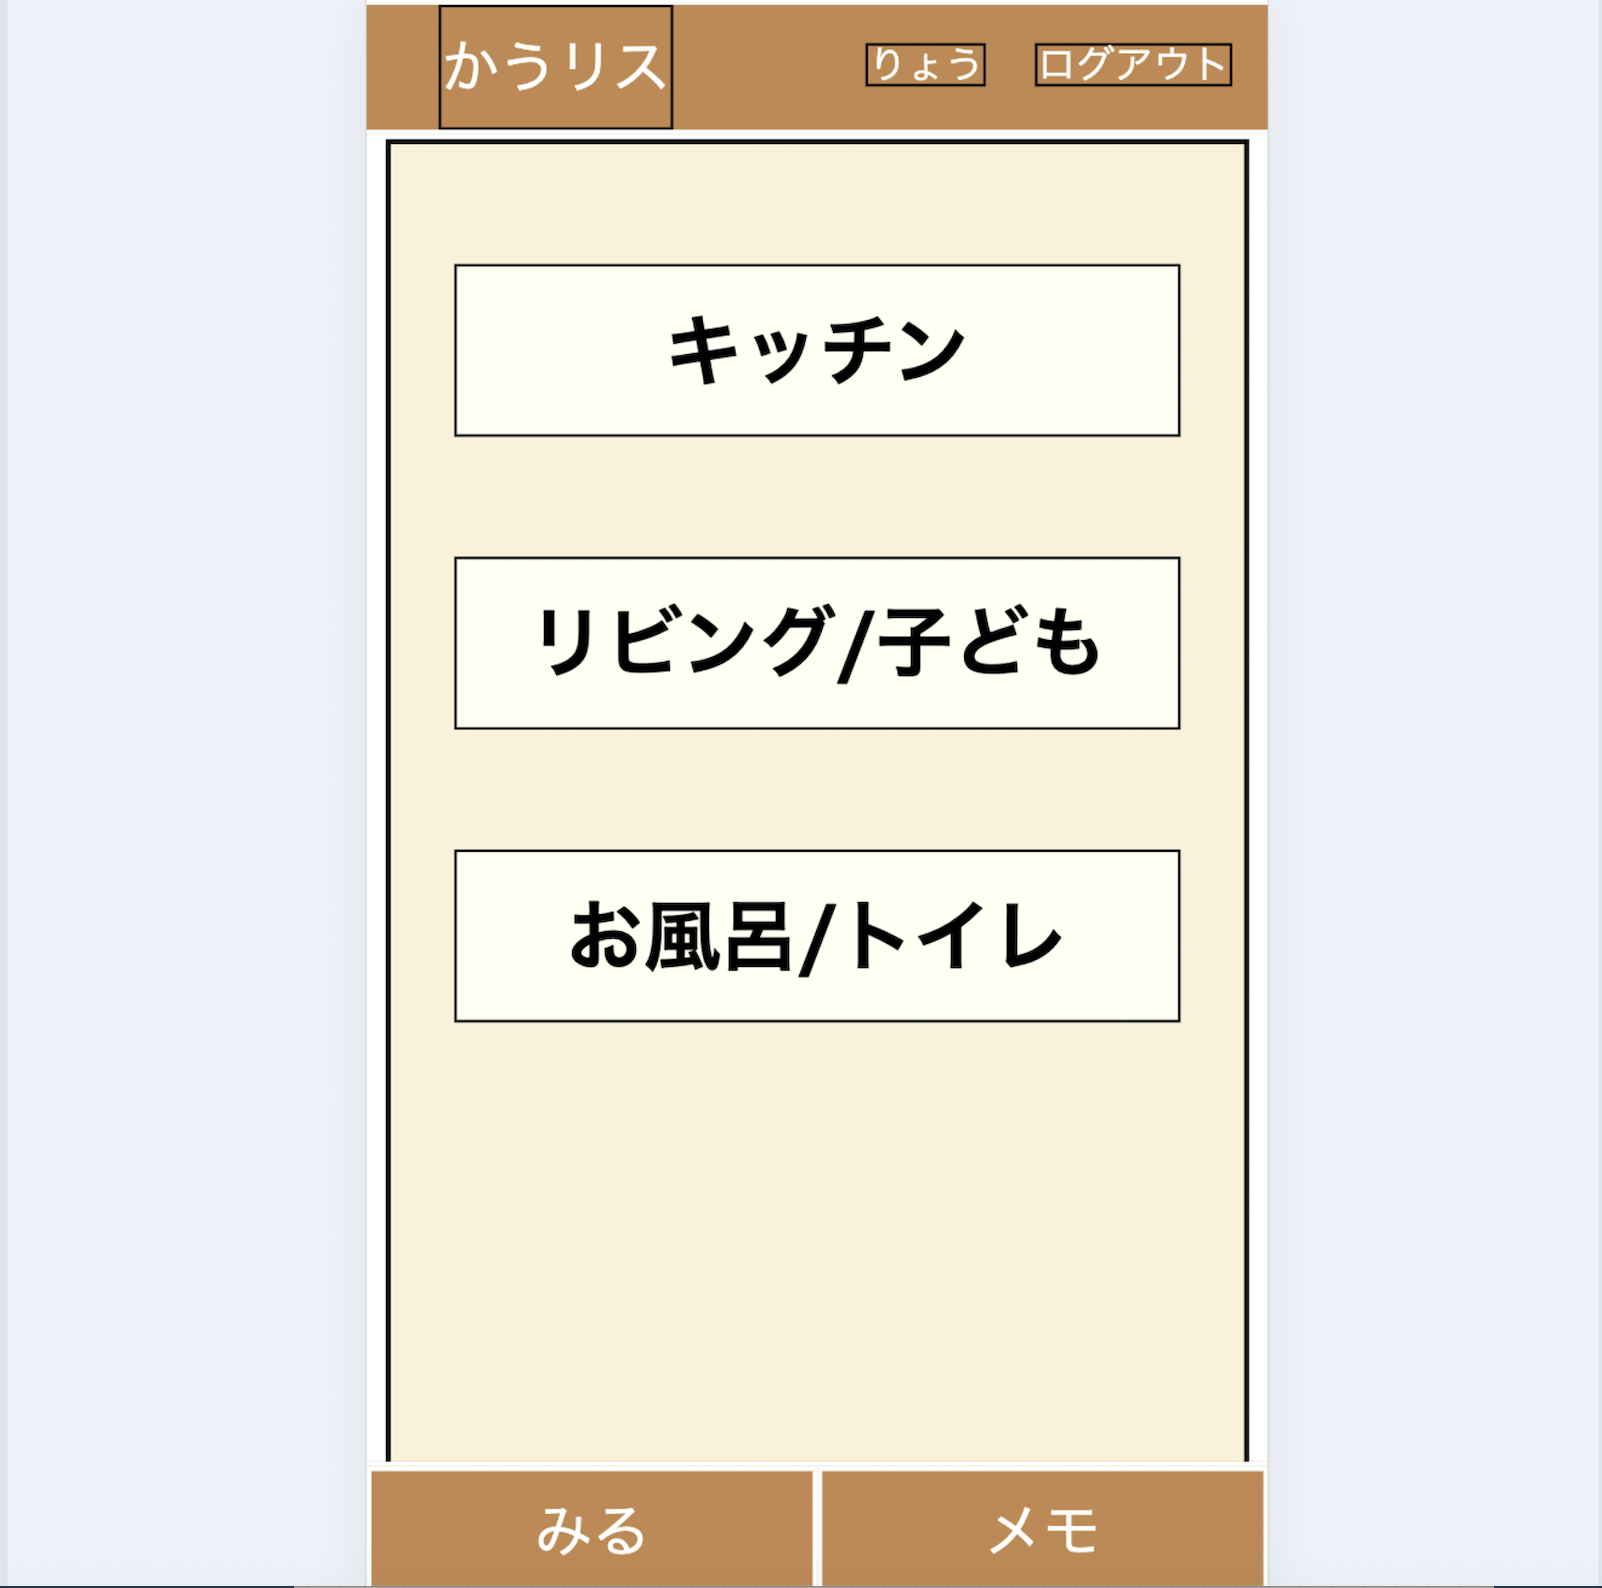 かうリス りょう ログアウト
キッチン
リビング/子ども
お風呂/トイレ
みる メモ